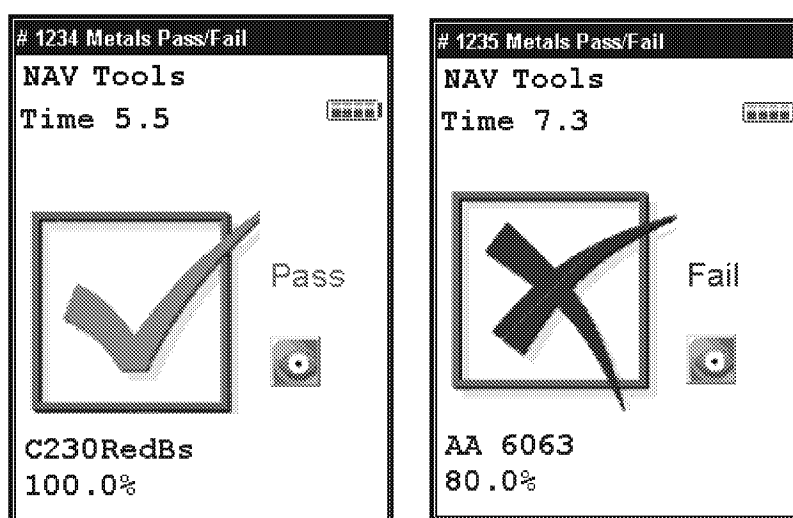 # 1234 Metals Pass/Fail
NAV Tools
Time 5.5
Pass
C230RedBs
100.0%
# 1235 Metals Pass/Fail
NAV Tools
Time 7.3
Fail
AA 6063
80.0%